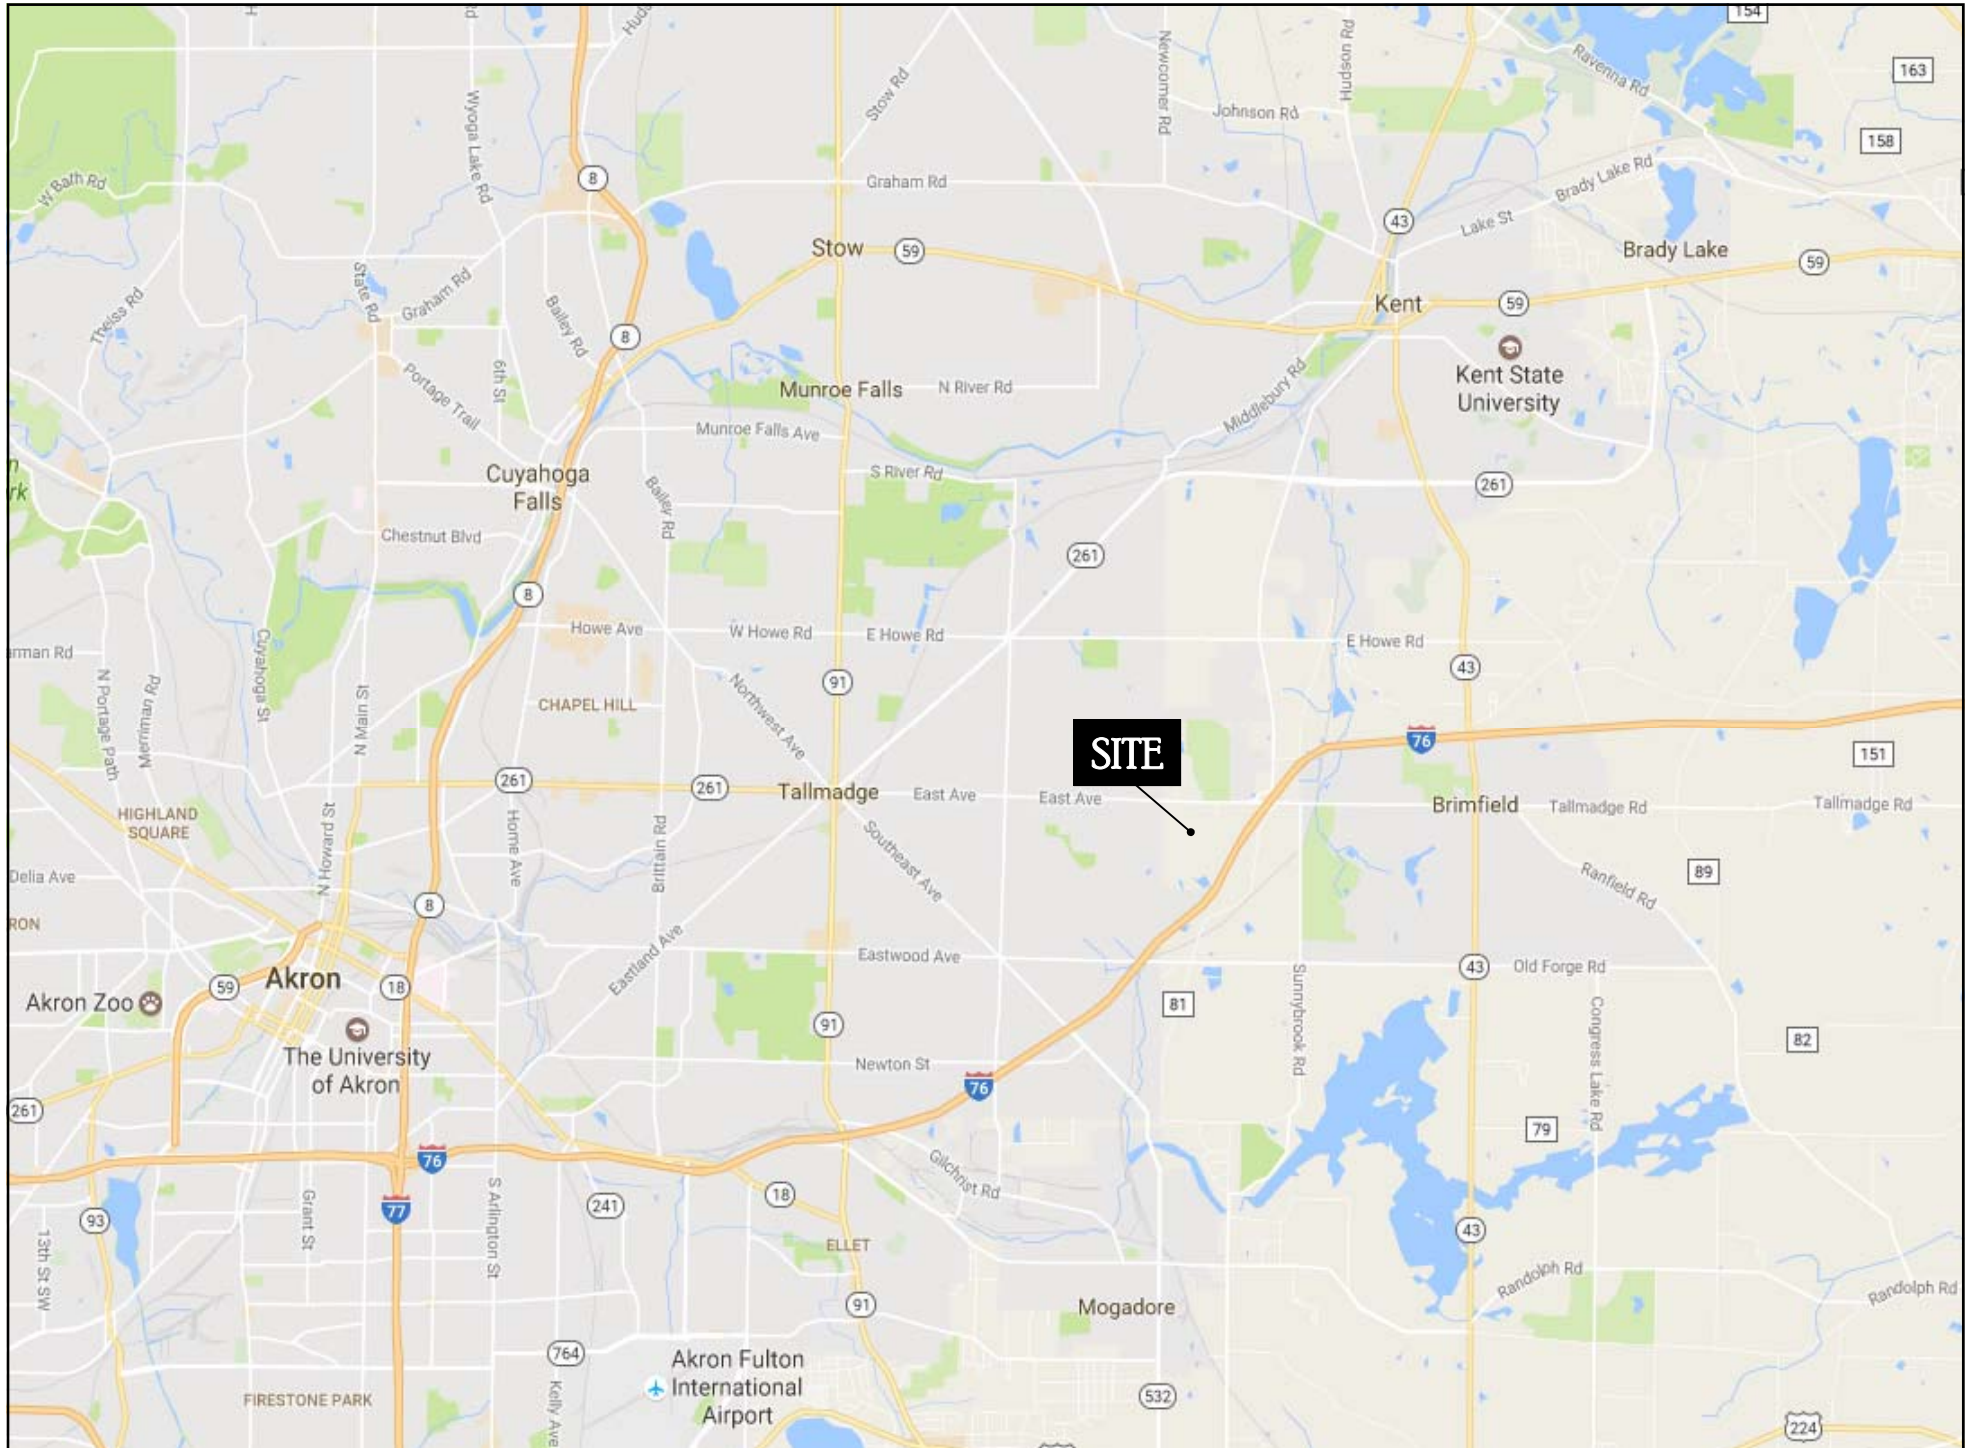 154
Hudson Rd
163
Ravenna Rd
Stow Rd
Newcomer Rd
Johnson Rd
Wyoga Lake Rd
158
Brady Lake Rd
W Bath Rd
8
Graham Rd
43
Lake St
Stow
59
Brady Lake
59
State Rd
Graham Rd
Theiss Rd
Bailey Rd
Kent
59
8
Portage Trail
6th St
Munroe Falls
N River Rd
Middlebury Rd
Kent State
University
Munroe Falls Ave
Cuyahoga
Falls
S River Rd
261
Bailey Rd
n
rk
Chestnut Blvd
261
8
Howe Ave
W Howe Rd
E Howe Rd
E Howe Rd
arman Rd
N Portage Path
Merriman Rd
Cuyahoga St
N Main St
43
91
CHAPEL HILL
Northwest Ave
SITE
76
151
261
261
Tallmadge
East Ave
East Ave
Brimfield
Tallmadge Rd
Tallmadge Rd
HIGHLAND
SQUARE
N Howard St
Home Ave
Brittain Rd
Southeast Ave
Delia Ave
89
Ranfield Rd
8
RON
Eastland Ave
Eastwood Ave
43
Old Forge Rd
Akron
59
18
Akron Zoo
81
Sunnybrook Rd
Congress Lake Rd
91
82
The University
of Akron
Newton St
76
261
79
76
Gilchrist Rd
77
Grant St
S Arlington St
241
18
93
13th St SW
ELLET
43
Randolph Rd
Randolph Rd
91
Mogadore
764
Akron Fulton
International
Airport
Kelly Ave
FIRESTONE PARK
532
224